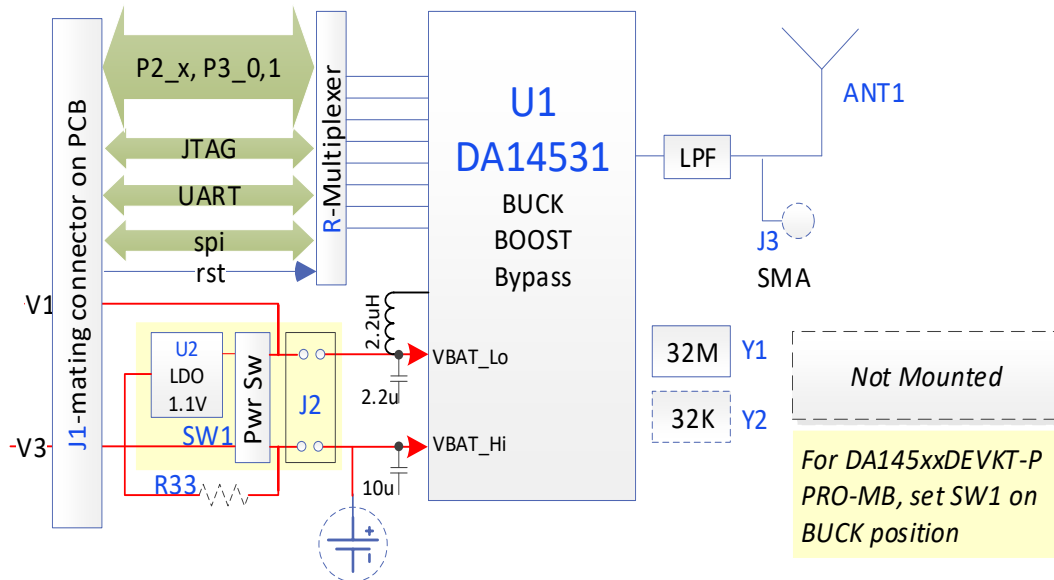 P2_x, P3_0,1
JTAG
UART
spi
rst
J1-mating connector on PCB
R-Multiplexer
U1
DA14531
BUCK
BOOST
Bypass
LPF
ANT1
J3
SMA
V1
V3
U2
LDO
1.1V
SW1
Pwr Sw
J2
R33
2.2uH
2.2u
10u
VBAT_Lo
VBAT_Hi
+
32M
Y1
32K
Y2
Not Mounted
For DA145xxDEVKT-P
PRO-MB, set SW1 on
BUCK position